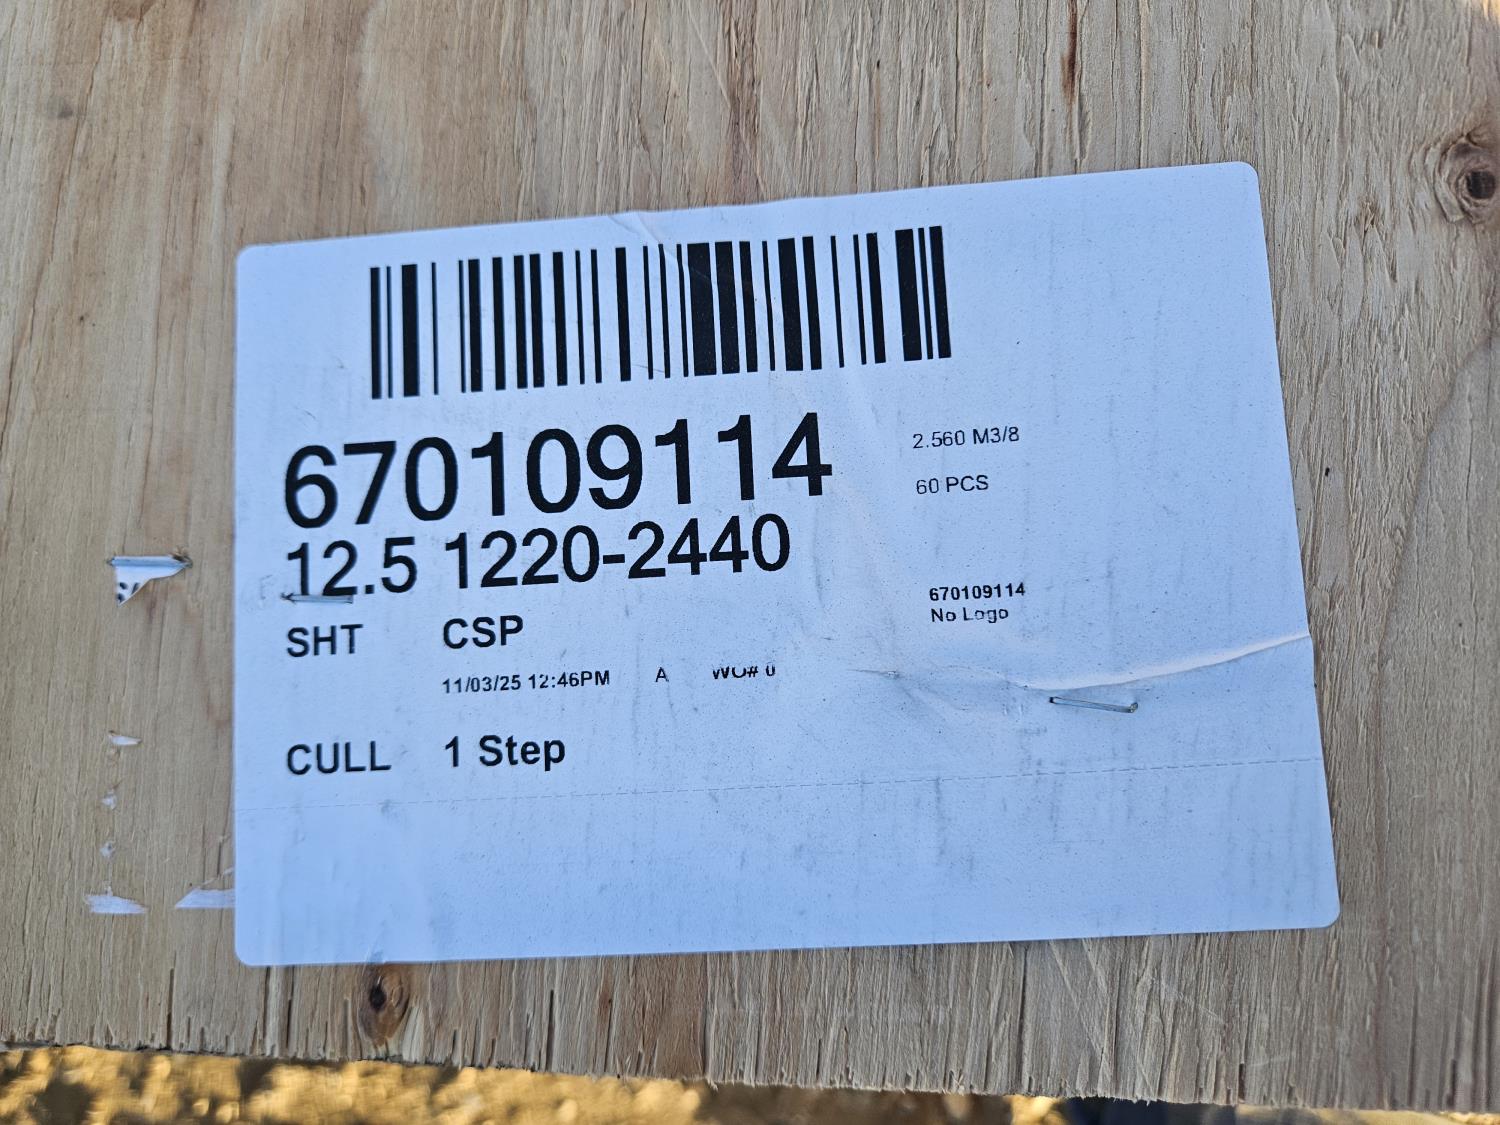 670109114
2.560 M3/8
60 PCS
12.5 1220-2440
670109114
No Logo
SHT CSP
11/03/25 12:46PM A WO# 0
CULL 1 Step